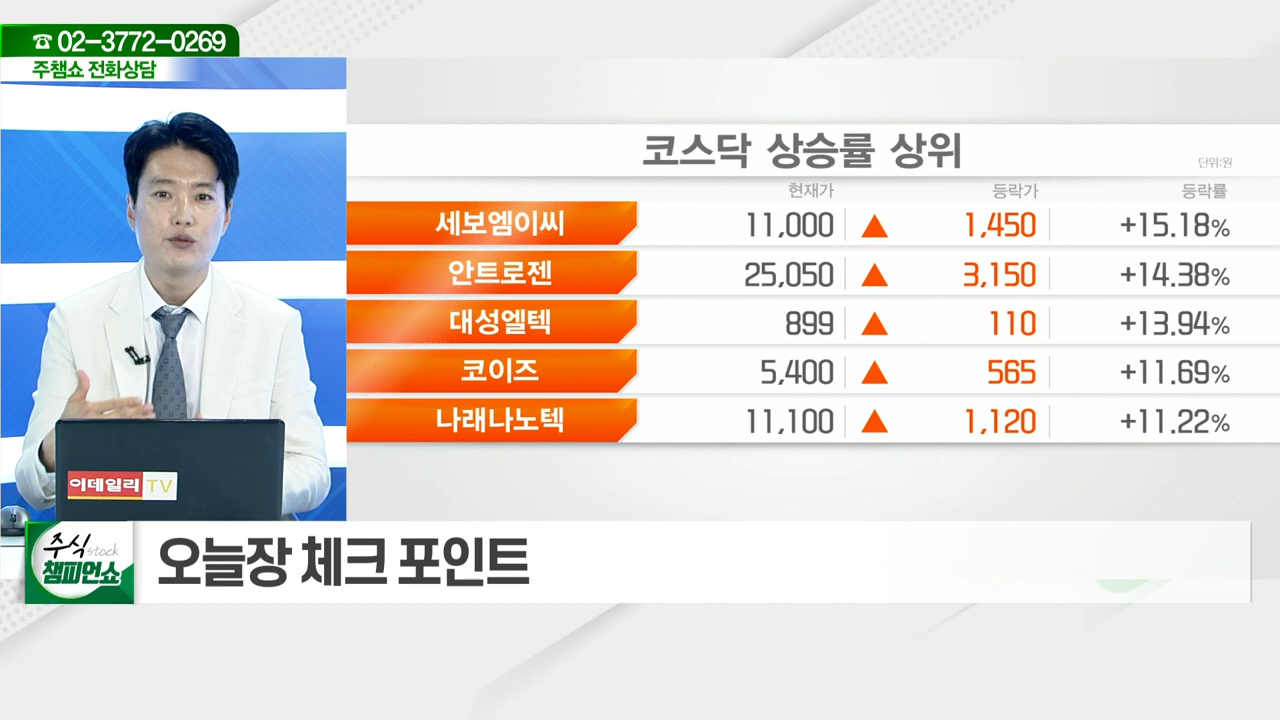 ☎ 02-3772-0269
주챔쇼 전화상담
코스닥 상승률 상위
단위:원
현재가 등락가 등락률
세보엠이씨 11,000 ▲ 1,450 +15.18%
안트로젠 25,050 ▲ 3,150 +14.38%
대성엘텍 899 ▲ 110 +13.94%
코이즈 5,400 ▲ 565 +11.69%
나래나노텍 11,100 ▲ 1,120 +11.22%
이데일리 TV
주식 stock
챔피언쇼
오늘장 체크 포인트